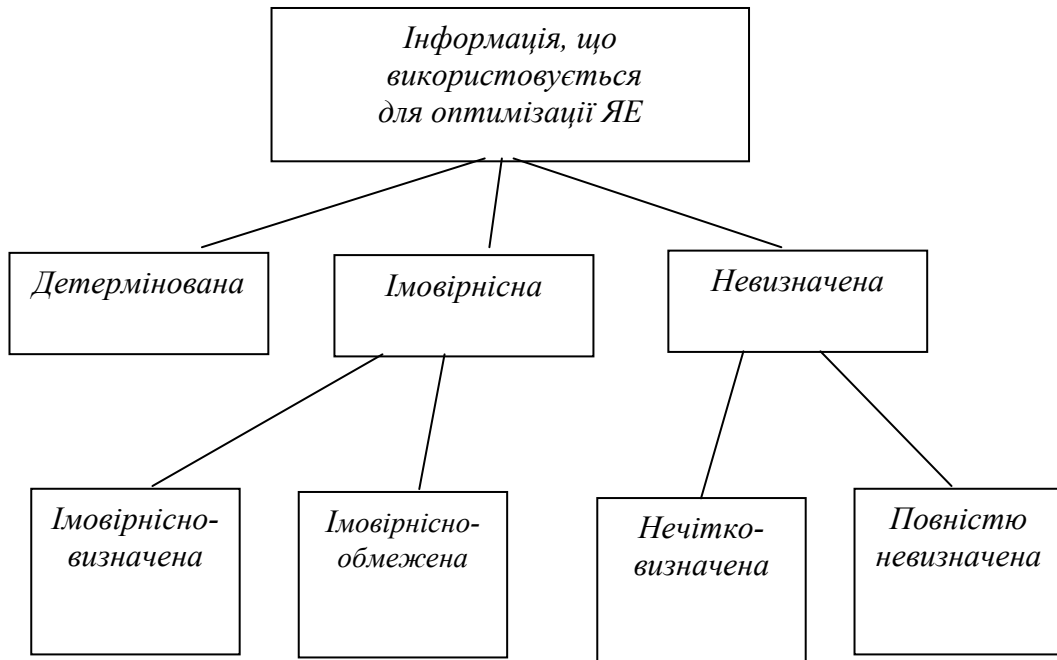 Інформація, що
використовується
для оптимізації ЯЕ
Детермінована
Імовірнісна
Невизначена
Імовірнісно-
визначена
Імовірнісно-
обмежена
Нечітко-
визначена
Повністю
невизначена